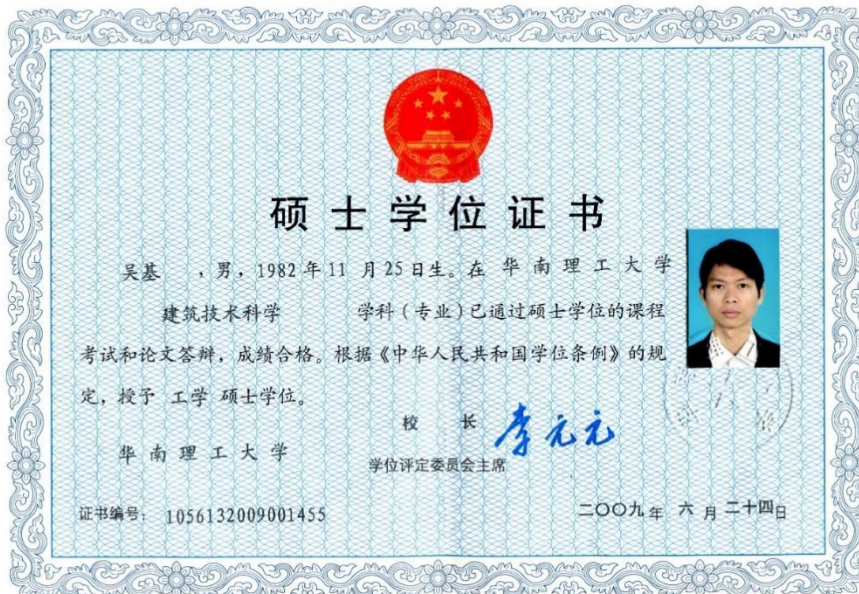 硕士学位证书
吴基 ，男，1982年11月25日生。在 华南理工大学
建筑技术科学 学科（专业）已通过硕士学位的课程
考试和论文答辩，成绩合格。根据《中华人民共和国学位条例》的规
定，授予 工学 硕士学位。
校 长 李元元
华南理工大学
学位评定委员会主席
证书编号： 1056132009001455
二〇〇九年 六月 二十四日